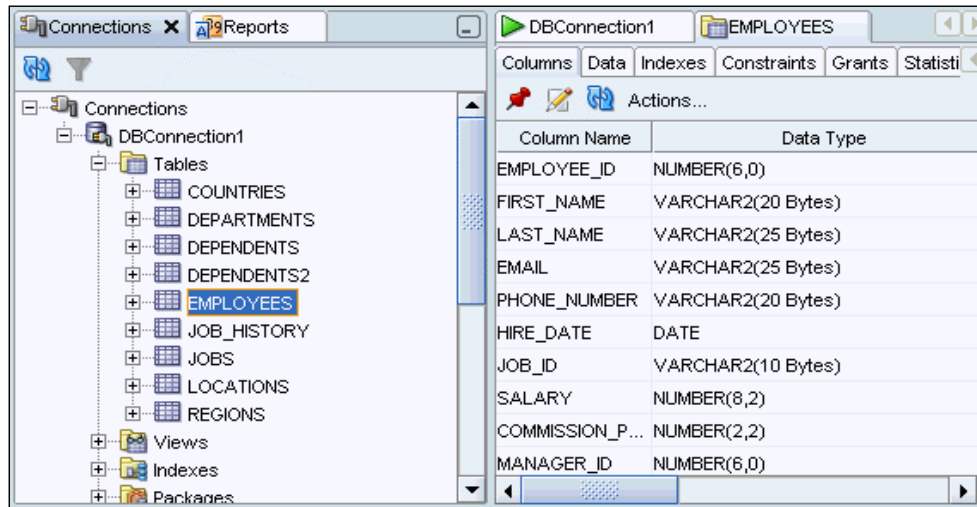 Connections
Reports
Connections
DBConnection1
Tables
COUNTRIES
DEPARTMENTS
DEPENDENTS
DEPENDENTS2
EMPLOYEES
JOB_HISTORY
JOBS
LOCATIONS
REGIONS
Views
Indexes
Packages
DBConnection1
EMPLOYEES
Columns Data Indexes Constraints Grants Statisti
Actions...
Column Name Data Type
EMPLOYEE_ID NUMBER(6,0)
FIRST_NAME VARCHAR2(20 Bytes)
LAST_NAME VARCHAR2(25 Bytes)
EMAIL VARCHAR2(25 Bytes)
PHONE_NUMBER VARCHAR2(20 Bytes)
HIRE_DATE DATE
JOB_ID VARCHAR2(10 Bytes)
SALARY NUMBER(8,2)
COMMISSION_P... NUMBER(2,2)
MANAGER_ID NUMBER(6,0)